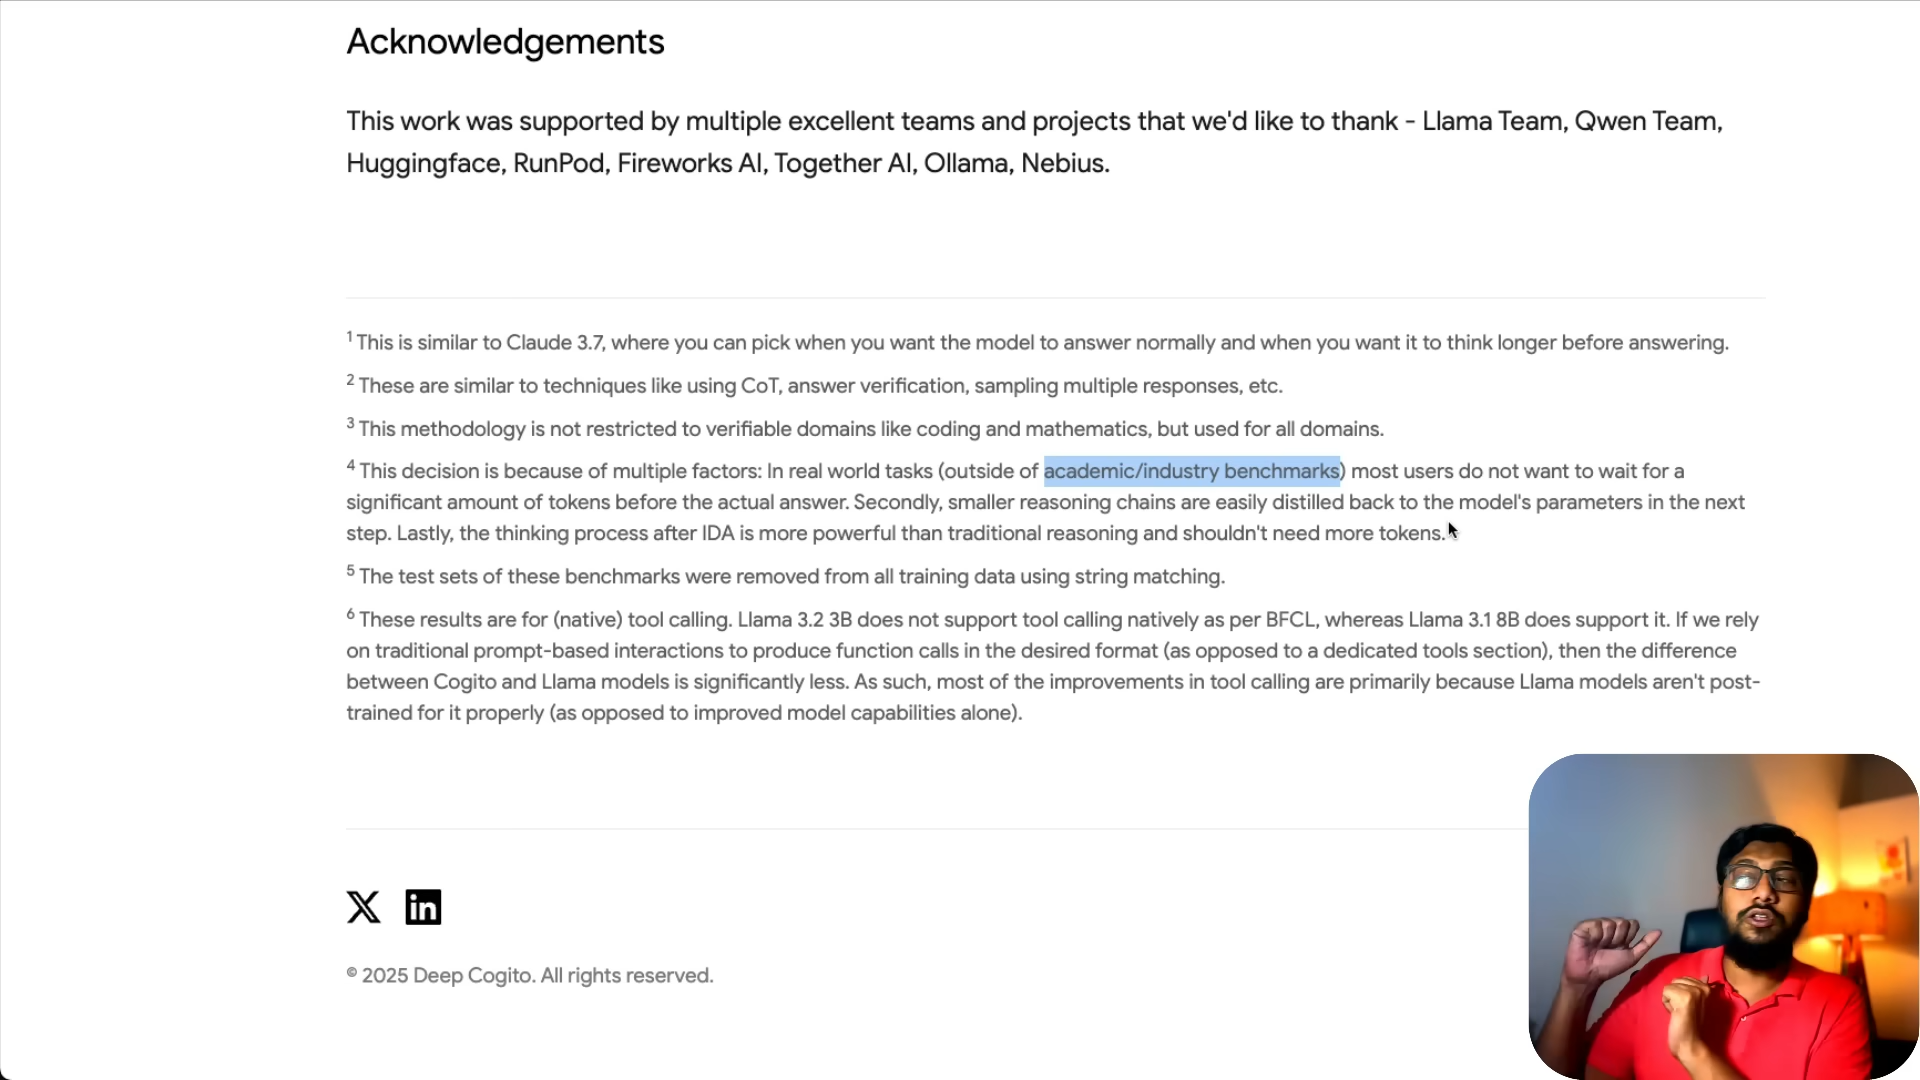 Acknowledgements
This work was supported by multiple excellent teams and projects that we'd like to thank - Llama Team, Qwen Team,
Huggingface, RunPod, Fireworks AI, Together AI, Ollama, Nebius.
1 This is similar to Claude 3.7, where you can pick when you want the model to answer normally and when you want it to think longer before answering.
2 These are similar to techniques like using CoT, answer verification, sampling multiple responses, etc.
3 This methodology is not restricted to verifiable domains like coding and mathematics, but used for all domains.
4 This decision is because of multiple factors: In real world tasks (outside of academic/industry benchmarks) most users do not want to wait for a
significant amount of tokens before the actual answer. Secondly, smaller reasoning chains are easily distilled back to the model's parameters in the next
step. Lastly, the thinking process after IDA is more powerful than traditional reasoning and shouldn't need more tokens.
5 The test sets of these benchmarks were removed from all training data using string matching.
6 These results are for (native) tool calling. Llama 3.2 3B does not support tool calling natively as per BFCL, whereas Llama 3.1 8B does support it. If we rely
on traditional prompt-based interactions to produce function calls in the desired format (as opposed to a dedicated tools section), then the difference
between Cogito and Llama models is significantly less. As such, most of the improvements in tool calling are primarily because Llama models aren't post-
trained for it properly (as opposed to improved model capabilities alone).
X in
© 2025 Deep Cogito. All rights reserved.